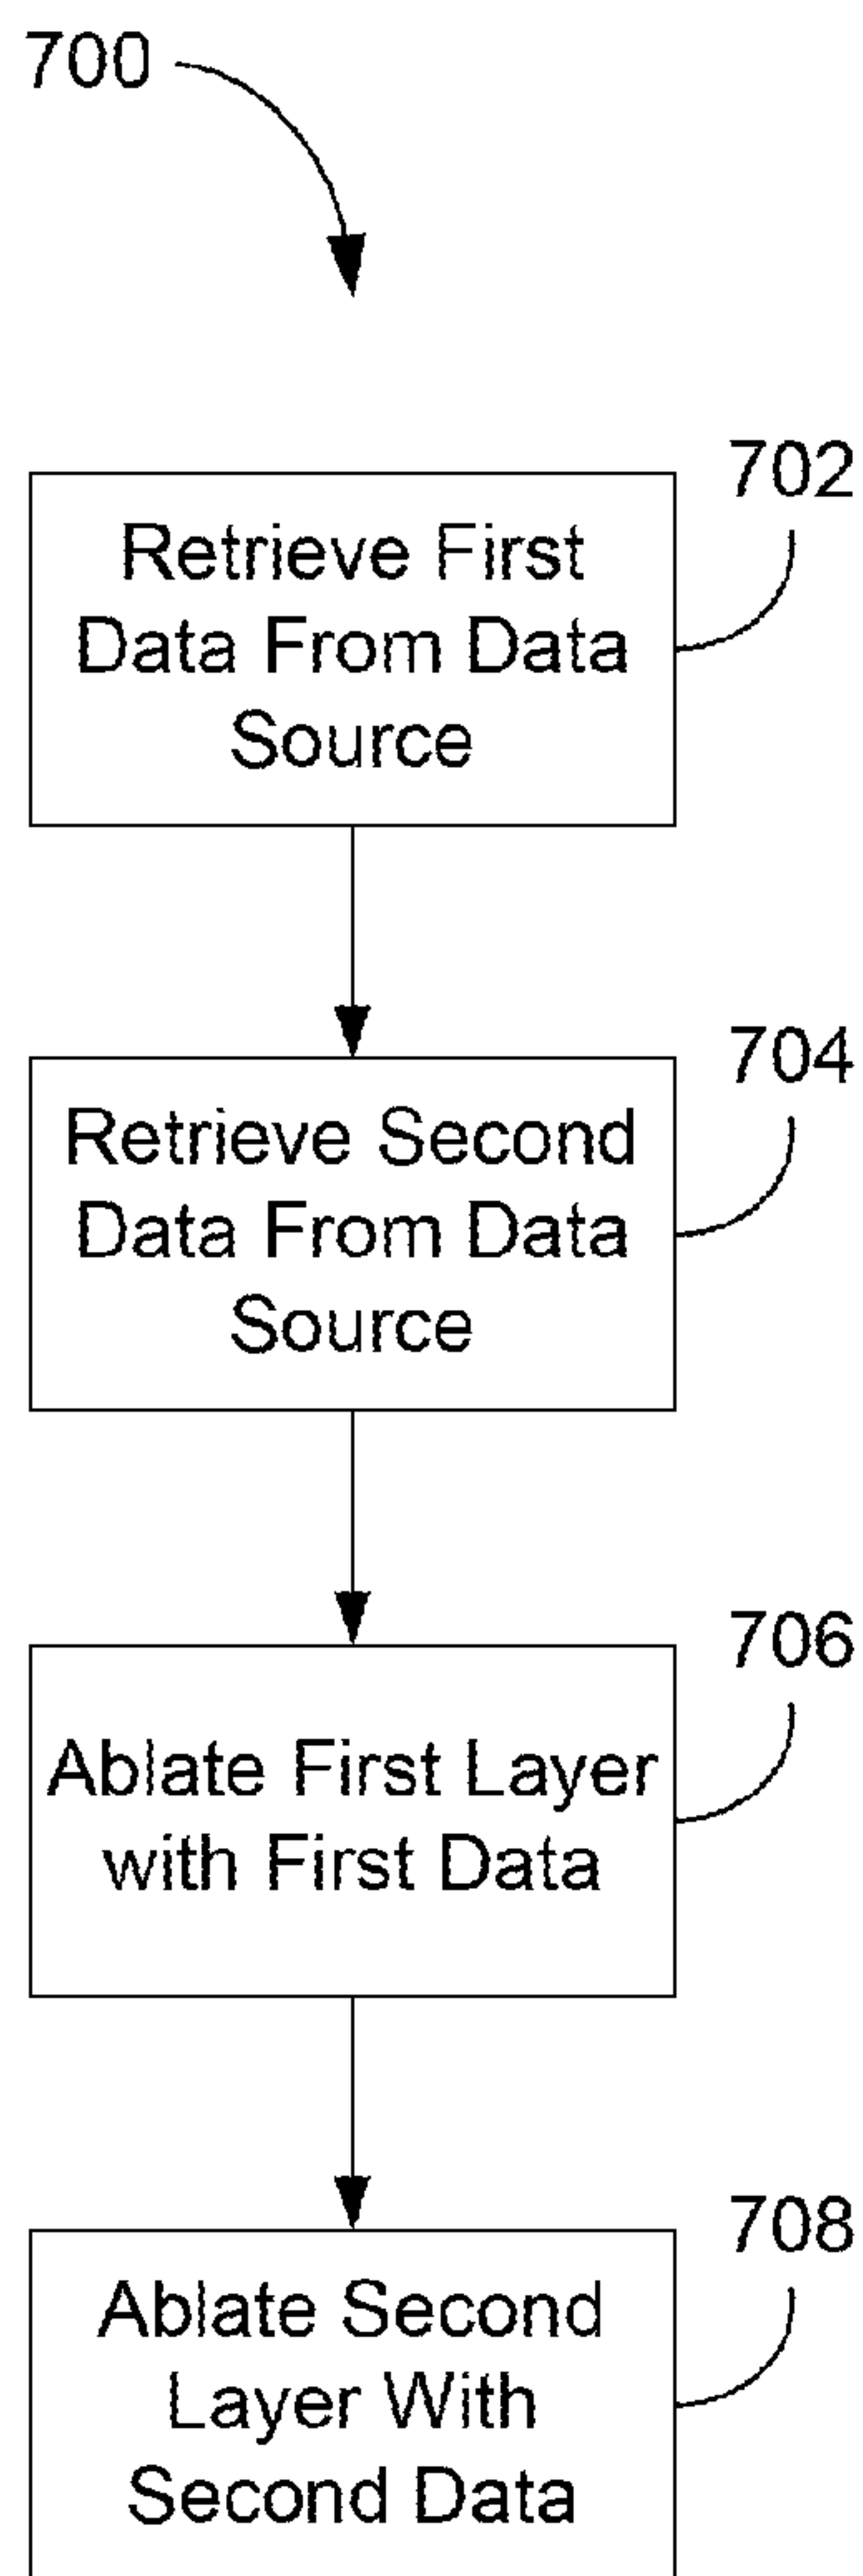 700
702
Retrieve First
Data From Data
Source
704
Retrieve Second
Data From Data
Source
706
Ablate First Layer
with First Data
708
Ablate Second
Layer With
Second Data